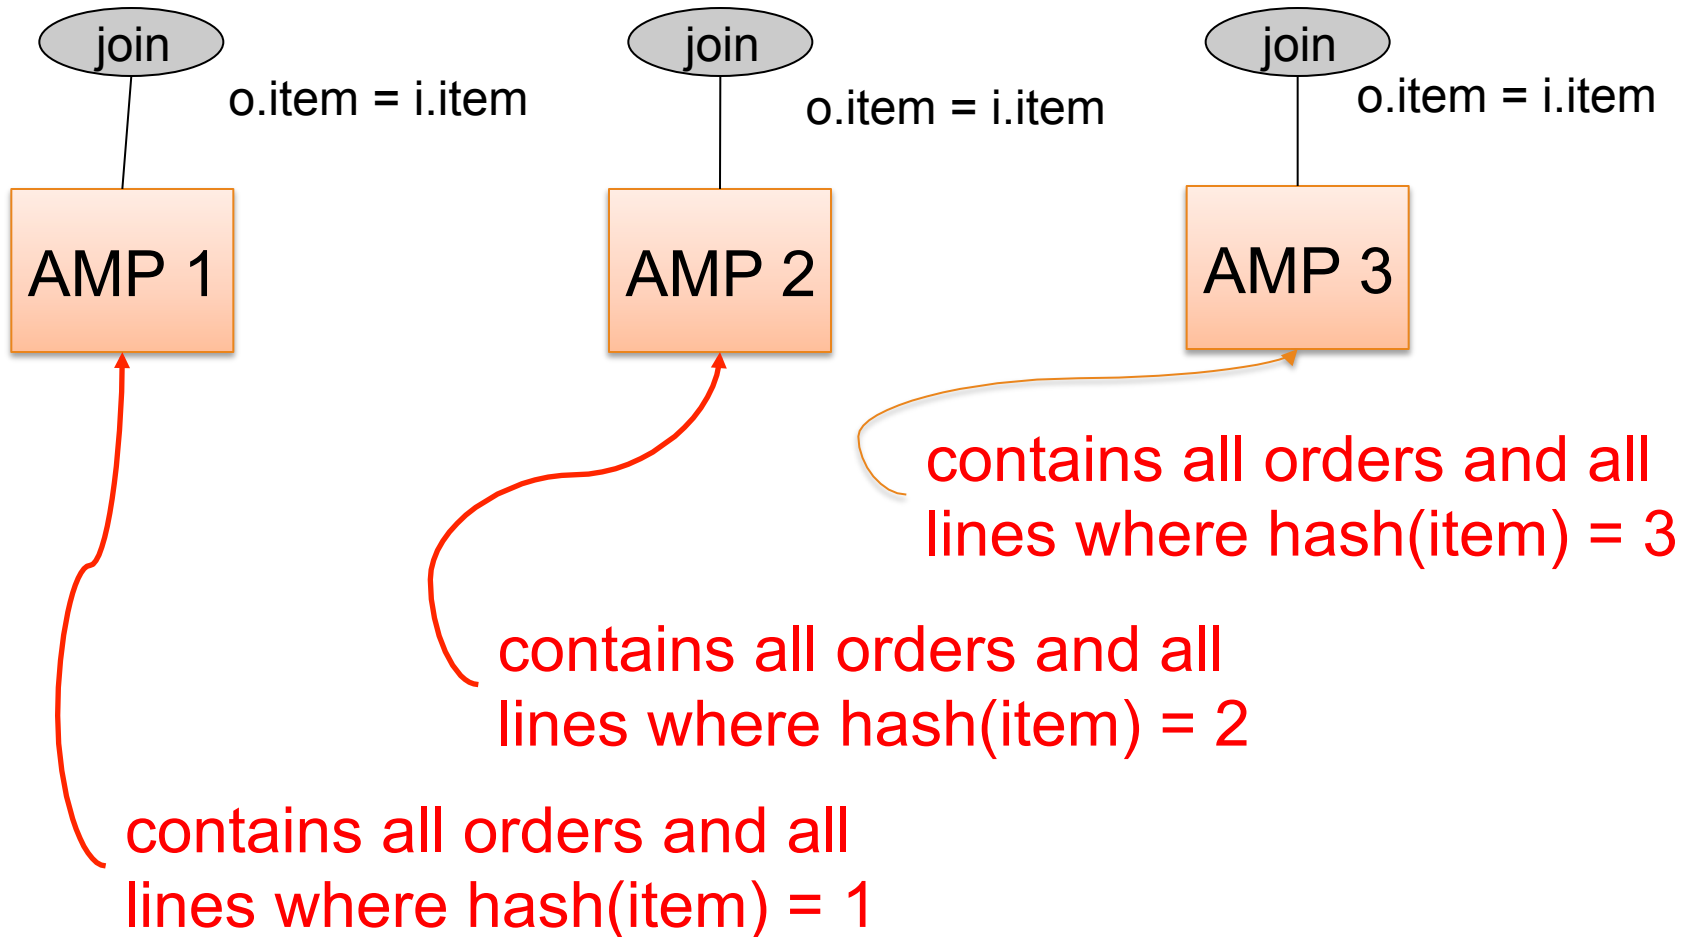 join
join
join
o.item = i.item
o.item = i.item
o.item = i.item
AMP 1
AMP 2
AMP 3
contains all orders and all
lines where hash(item) = 3
contains all orders and all
lines where hash(item) = 2
contains all orders and all
lines where hash(item) = 1